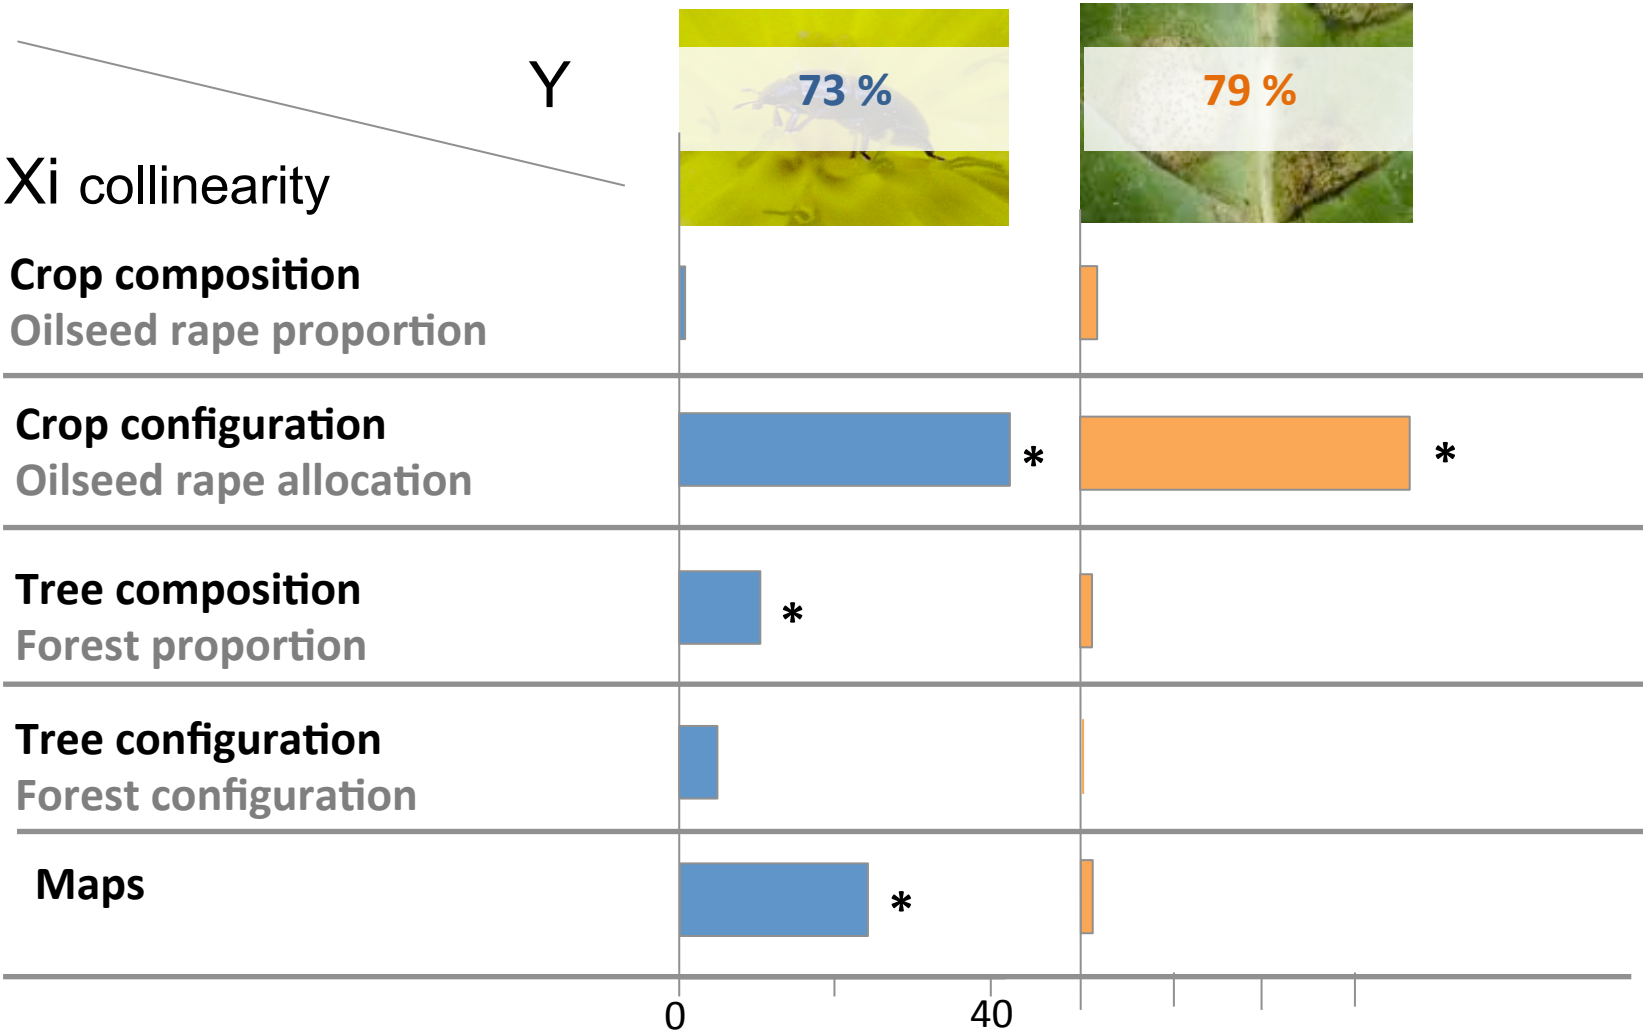 Y
73 %
79 %
Xi collinearity
Crop composition
Oilseed rape proportion
Crop configuration
Oilseed rape allocation
*
*
Tree composition
Forest proportion
*
Tree configuration
Forest configuration
Maps
*
0
40